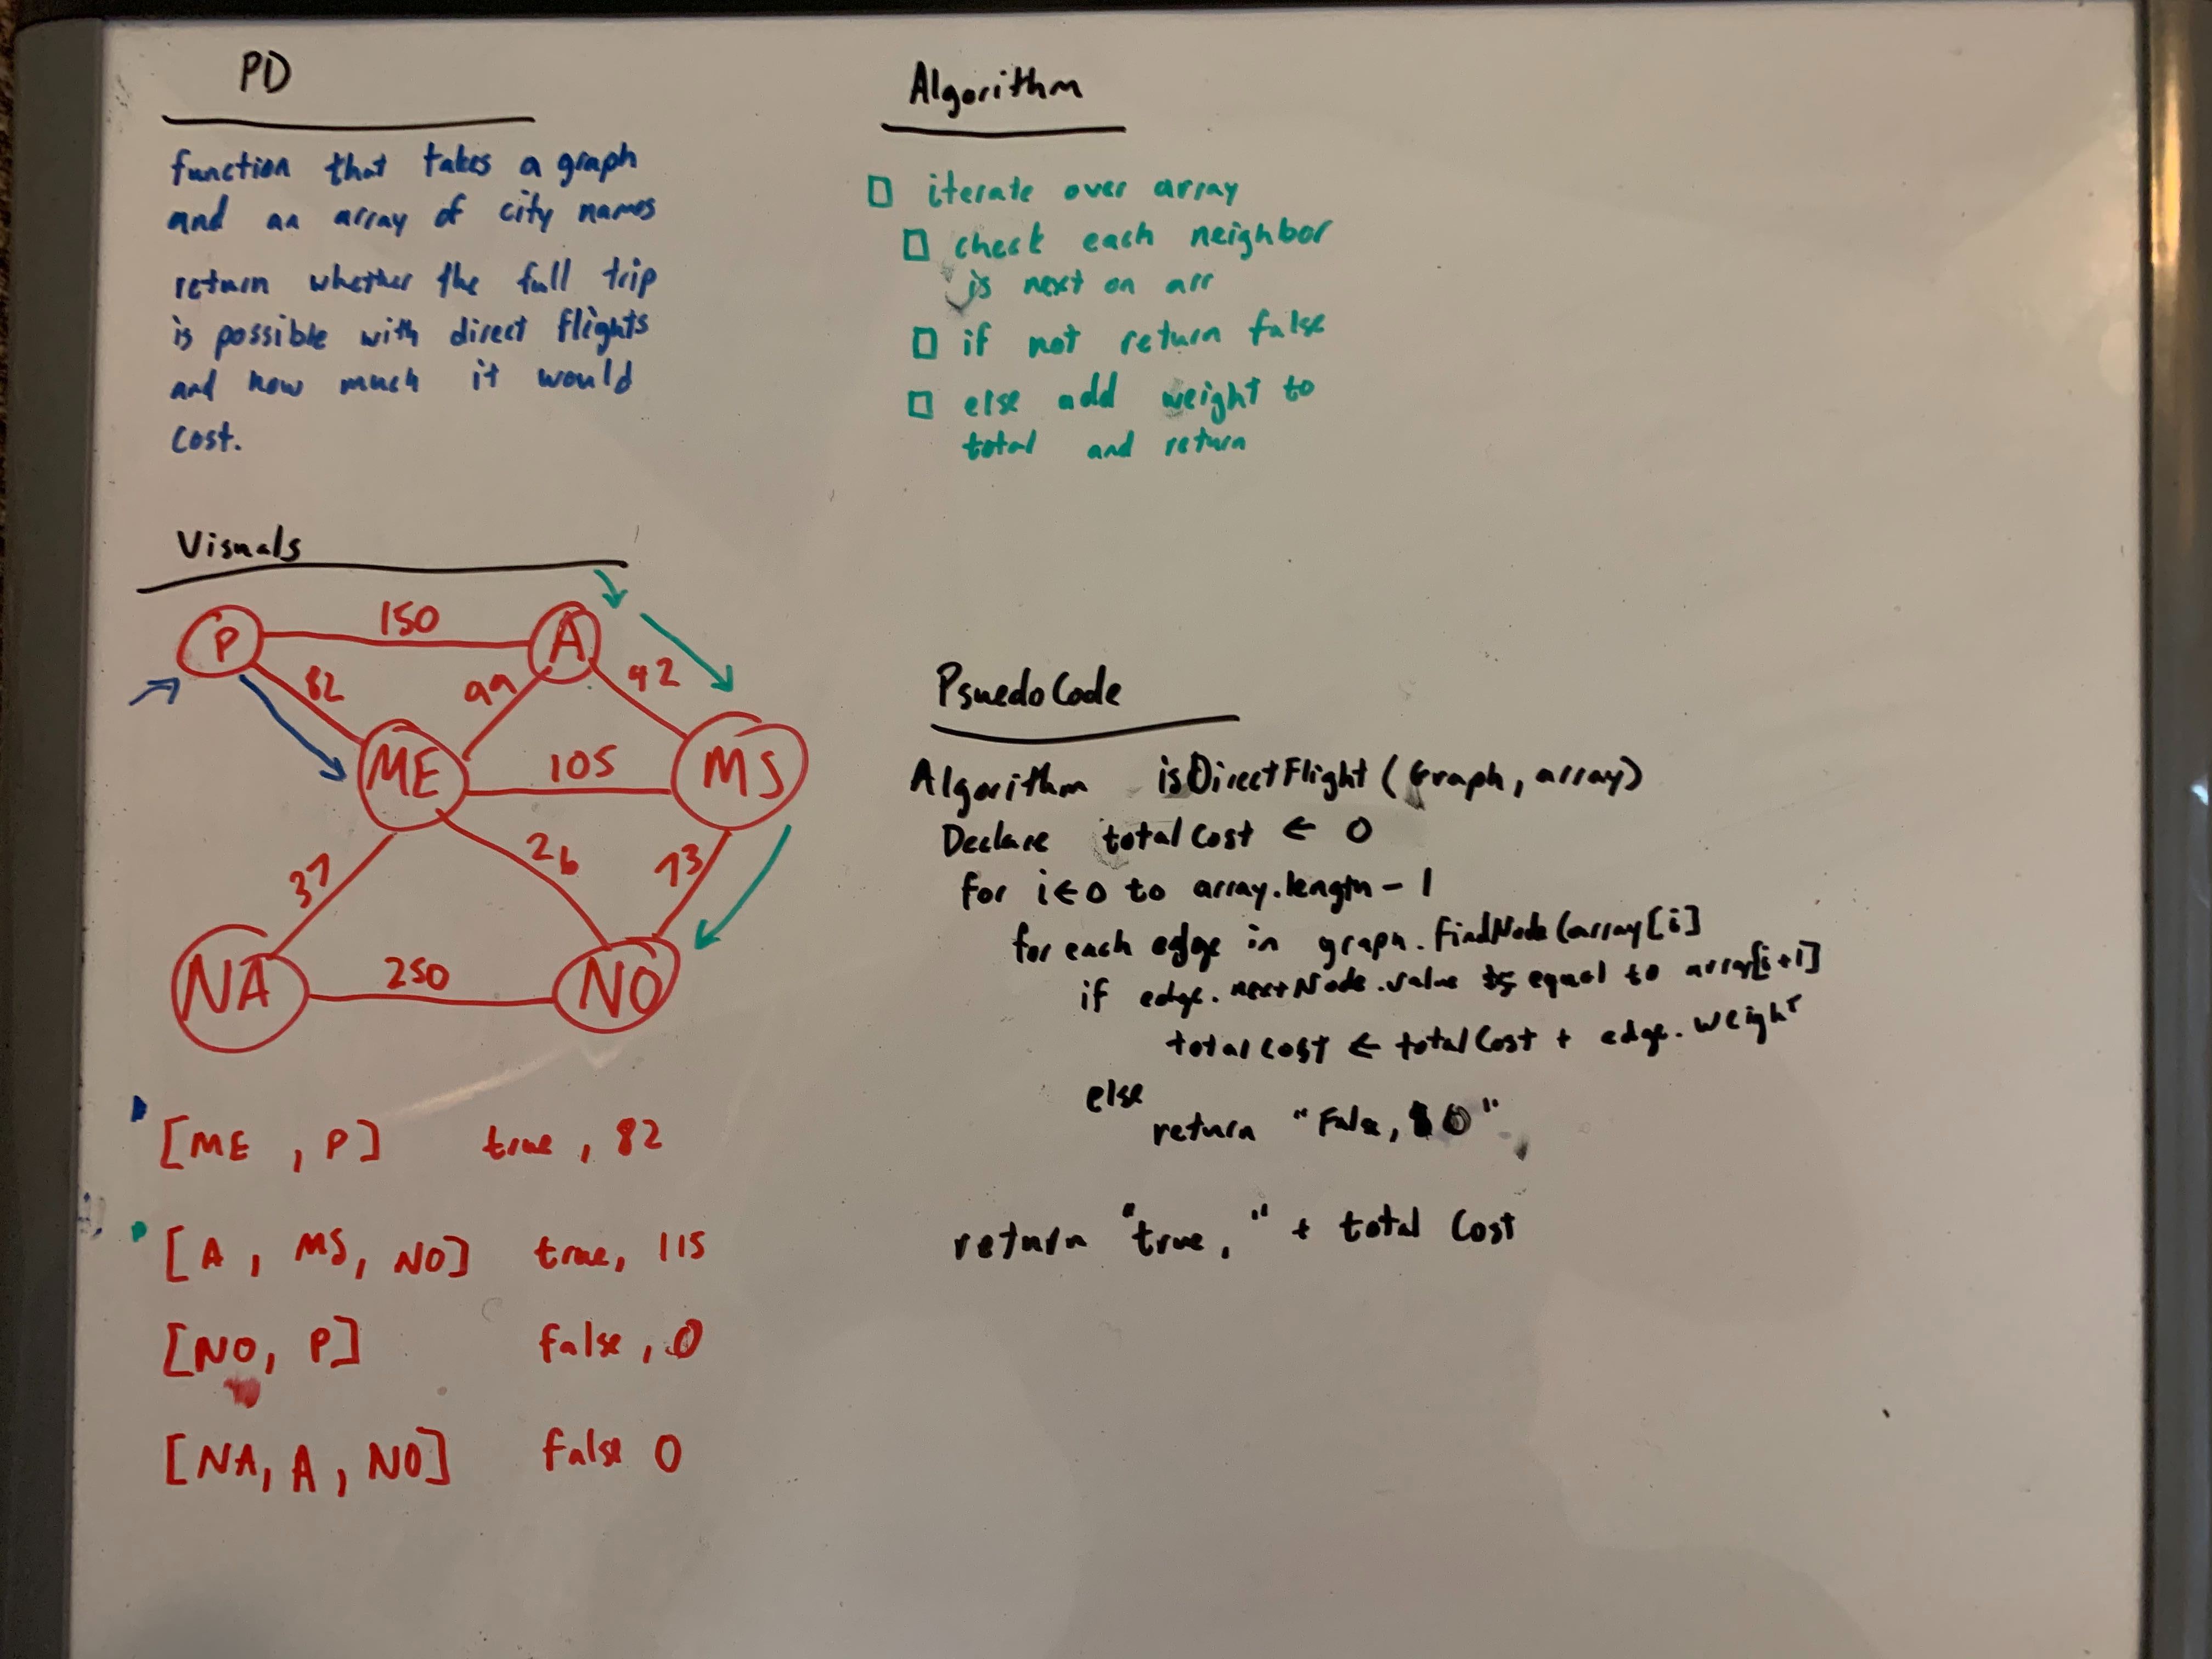 PD
function that takes a graph
and an array of city names
return whether the full trip
is possible with direct flights
and how much it would
cost.
Visuals
P
150
A
82
99
42
ME
105
MS
37
26
73
NA
250
NO
[ME , P] true , 82
[A , MS, NO] true, 115
[NO, P] false , 0
[NA, A , NO] false 0
Algorithm
□ iterate over array
□ check each neighbor
is next on arr
□ if not return false
□ else add weight to
total and return
Psuedo Code
Algorithm isDirectFlight (Graph, array)
Declare total Cost ← 0
for i ← 0 to array.length - 1
for each edge in graph. findNode (array[i]
if edge. nextNode .value is equal to array[i+1]
total cost ← total Cost + edge. weight
else
return "False, 0"
return "true, " + total Cost